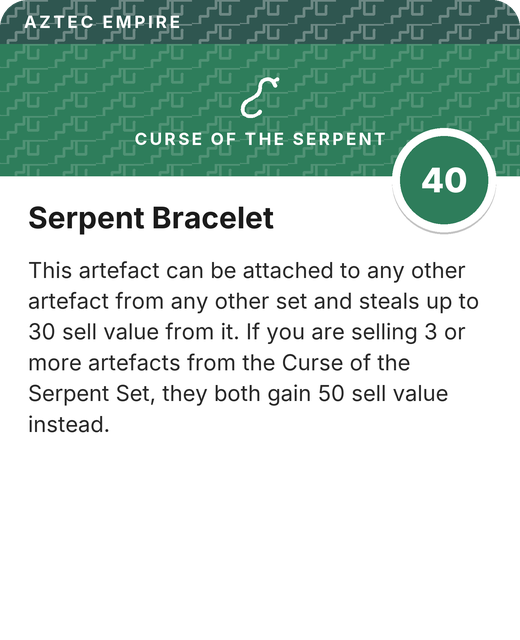 AZTEC EMPIRE
CURSE OF THE SERPENT
40
Serpent Bracelet
This artefact can be attached to any other
artefact from any other set and steals up to
30 sell value from it. If you are selling 3 or
more artefacts from the Curse of the
Serpent Set, they both gain 50 sell value
instead.